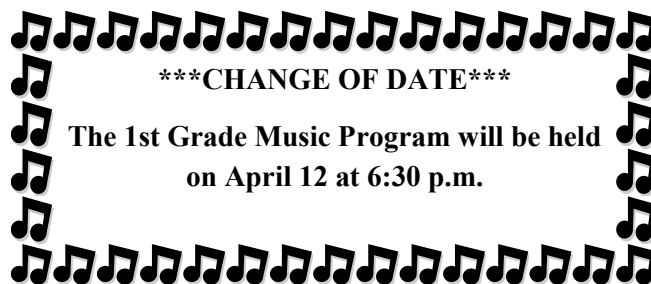 ***CHANGE OF DATE***
The 1st Grade Music Program will be held
on April 12 at 6:30 p.m.